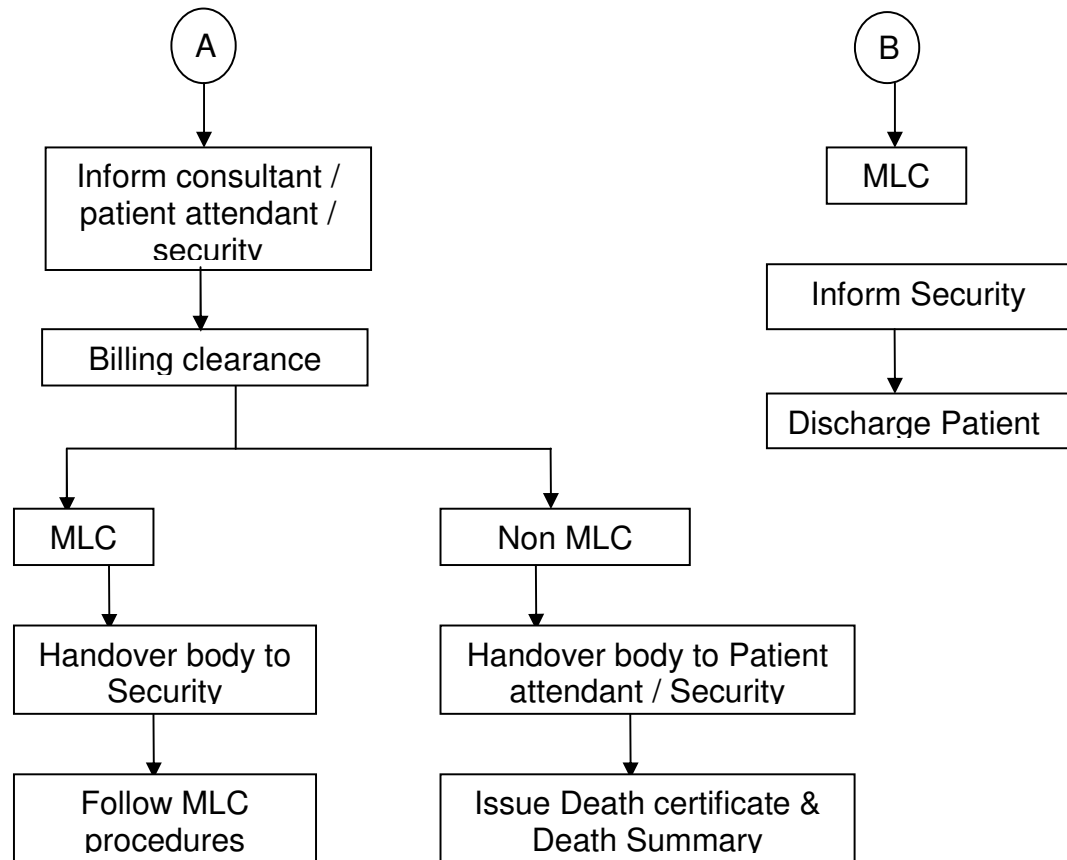 A
Inform consultant /
patient attendant /
security
Billing clearance
MLC
Handover body to
Security
Follow MLC
procedures
Non MLC
Handover body to Patient
attendant / Security
Issue Death certificate &
Death Summary
B
MLC
Inform Security
Discharge Patient